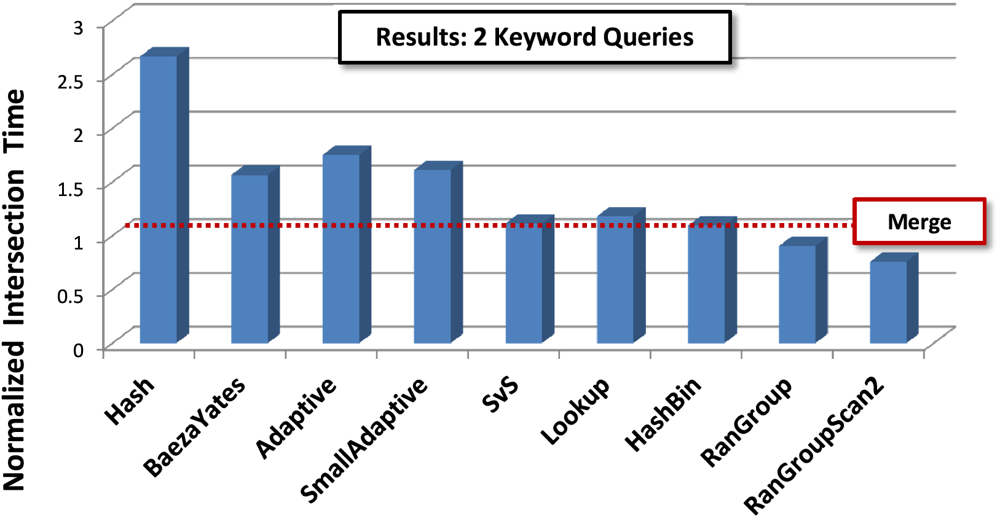 Results: 2 Keyword Queries
Normalized Intersection Time
3
2.5
2
1.5
1
0.5
0
Merge
Hash
BaezaYates
Adaptive
SmallAdaptive
SvS
Lookup
HashBin
RanGroup
RanGroupScan2